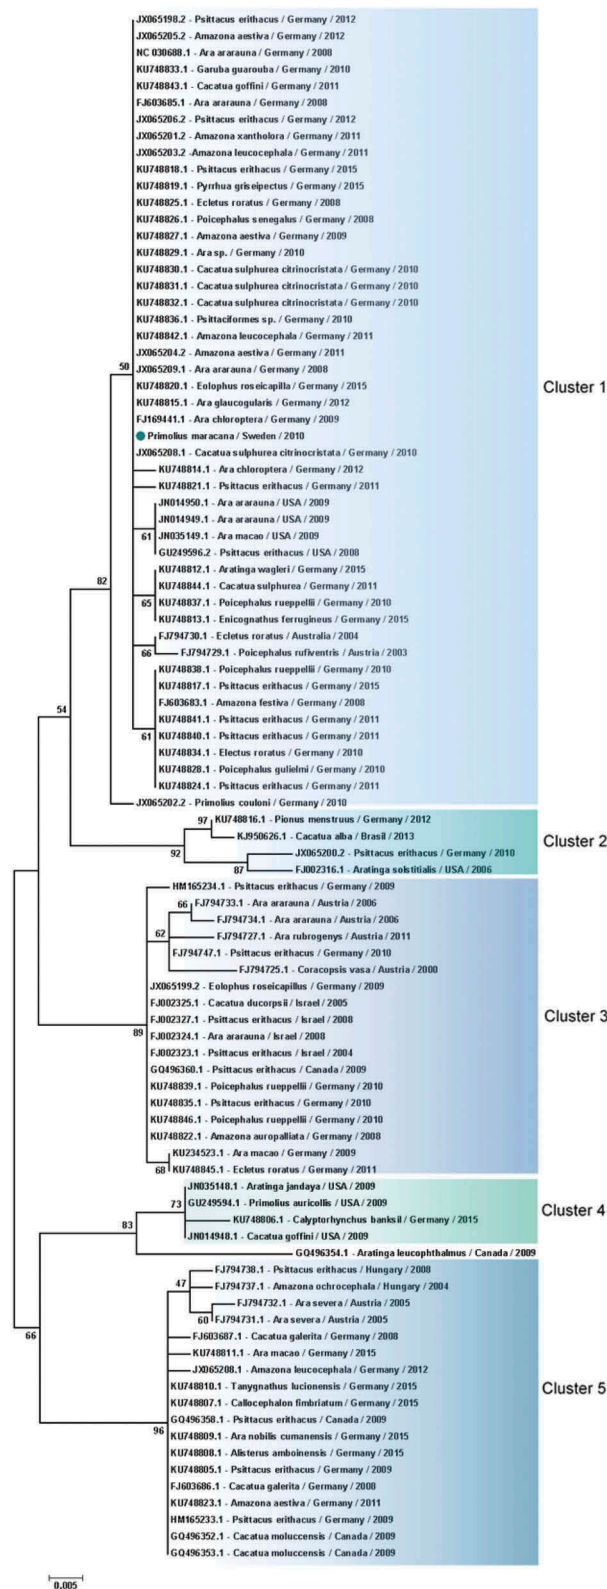 JX065198.2 - Psittacus erithacus / Germany / 2012
JX065205.2 - Amazona aestiva / Germany / 2012
NC 030688.1 - Ara ararauna / Germany / 2008
KU748833.1 - Garuba guarouba / Germany / 2010
KU748843.1 - Cacatua goffini / Germany / 2011
FJ603685.1 - Ara ararauna / Germany / 2008
JX065206.2 - Psittacus erithacus / Germany / 2012
JX065201.2 - Amazona xantholora / Germany / 2011
JX065203.2 -Amazona leucocephala / Germany / 2011
KU748818.1 - Psittacus erithacus / Germany / 2015
KU748819.1 - Pyrrhua griseipectus / Germany / 2015
KU748825.1 - Ecletus roratus / Germany / 2008
KU748826.1 - Poicephalus senegalus / Germany / 2008
KU748827.1 - Amazona aestiva / Germany / 2009
KU748829.1 - Ara sp. / Germany / 2010
KU748830.1 - Cacatua sulphurea citrinocristata / Germany / 2010
KU748831.1 - Cacatua sulphurea citrinocristata / Germany / 2010
KU748832.1 - Cacatua sulphurea citrinocristata / Germany / 2010
KU748836.1 - Psittaciformes sp. / Germany / 2010
KU748842.1 - Amazona leucocephala / Germany / 2011
JX065204.2 - Amazona aestiva / Germany / 2011
JX065209.1 - Ara ararauna / Germany / 2008
50
KU748820.1 - Eolophus roseicapilla / Germany / 2015
Cluster 1
KU748815.1 - Ara glaucogularis / Germany / 2012
FJ169441.1 - Ara chloroptera / Germany / 2009
Primolius maracana / Sweden / 2010
JX065208.1 - Cacatua sulphurea citrinocristata / Germany / 2010
KU748814.1 - Ara chloroptera / Germany / 2012
KU748821.1 - Psittacus erithacus / Germany / 2011
JN014950.1 - Ara ararauna / USA / 2009
JN014949.1 - Ara ararauna / USA / 2009
JN035149.1 - Ara macao / USA / 2009
61
GU249596.2 - Psittacus erithacus / USA / 2008
KU748812.1 - Aratinga wagleri / Germany / 2015
82
KU748844.1 - Cacatua sulphurea / Germany / 2011
KU748837.1 - Poicephalus rueppellii / Germany / 2010
65
KU748813.1 - Enicognathus ferrugineus / Germany / 2015
FJ794730.1 - Ecletus roratus / Australia / 2004
66
FJ794729.1 - Poicephalus rufiventris / Austria / 2003
KU748838.1 - Poicephalus rueppellii / Germany / 2010
KU748817.1 - Psittacus erithacus / Germany / 2015
54
FJ603683.1 - Amazona festiva / Germany / 2008
KU748841.1 - Psittacus erithacus / Germany / 2011
61
KU748840.1 - Psittacus erithacus / Germany / 2011
KU748834.1 - Electus roratus / Germany / 2010
KU748828.1 - Poicephalus gulielmi / Germany / 2010
KU748824.1 - Psittacus erithacus / Germany / 2011
JX065202.2 - Primolius couloni / Germany / 2010
97
KU748816.1 - Pionus menstruus / Germany / 2012
KJ950626.1 - Cacatua alba / Brasil / 2013
Cluster 2
92
JX065200.2 - Psittacus erithacus / Germany / 2010
87
FJ002316.1 - Aratinga solstitialis / USA / 2006
HM165234.1 - Psittacus erithacus / Germany / 2009
66
FJ794733.1 - Ara ararauna / Austria / 2006
FJ794734.1 - Ara ararauna / Austria / 2006
62
FJ794727.1 - Ara rubrogenys / Austria / 2011
FJ794747.1 - Psittacus erithacus / Germany / 2010
FJ794725.1 - Coracopsis vasa / Austria / 2000
JX065199.2 - Eolophus roseicapillus / Germany / 2009
FJ002325.1 - Cacatua ducorpsii / Israel / 2005
FJ002327.1 - Psittacus erithacus / Israel / 2008
Cluster 3
89
FJ002324.1 - Ara ararauna / Israel / 2008
FJ002323.1 - Psittacus erithacus / Israel / 2004
GQ496360.1 - Psittacus erithacus / Canada / 2009
KU748839.1 - Poicephalus rueppellii / Germany / 2010
KU748835.1 - Psittacus erithacus / Germany / 2010
KU748846.1 - Poicephalus rueppellii / Germany / 2010
KU748822.1 - Amazona auropalliata / Germany / 2008
KU234523.1 - Ara macao / Germany / 2009
68
KU748845.1 - Ecletus roratus / Germany / 2011
JN035148.1 - Aratinga jandaya / USA / 2009
73
GU249594.1 - Primolius auricollis / USA / 2009
Cluster 4
KU748806.1 - Calyptorhynchus banksil / Germany / 2015
83
JN014948.1 - Cacatua goffini / USA / 2009
GQ496354.1 - Aratinga leucophthalmus / Canada / 2009
FJ794738.1 - Psittacus erithacus / Hungary / 2008
47
FJ794737.1 - Amazona ochrocephala / Hungary / 2004
FJ794732.1 - Ara severa / Austria / 2005
60
FJ794731.1 - Ara severa / Austria / 2005
66
FJ603687.1 - Cacatua galerita / Germany / 2008
KU748811.1 - Ara macao / Germany / 2015
JX065208.1 - Amazona leucocephala / Germany / 2012
Cluster 5
KU748810.1 - Tanygnathus lucionensis / Germany / 2015
KU748807.1 - Callocephalon fimbriatum / Germany / 2015
GQ496358.1 - Psittacus erithacus / Canada / 2009
96
KU748809.1 - Ara nobilis cumanensis / Germany / 2015
KU748808.1 - Alisterus amboinensis / Germany / 2015
KU748805.1 - Psittacus erithacus / Germany / 2009
FJ603686.1 - Cacatua galerita / Germany / 2008
KU748823.1 - Amazona aestiva / Germany / 2011
HM165233.1 - Psittacus erithacus / Germany / 2009
GQ496352.1 - Cacatua moluccensis / Canada / 2009
GQ496353.1 - Cacatua moluccensis / Canada / 2009
0.005